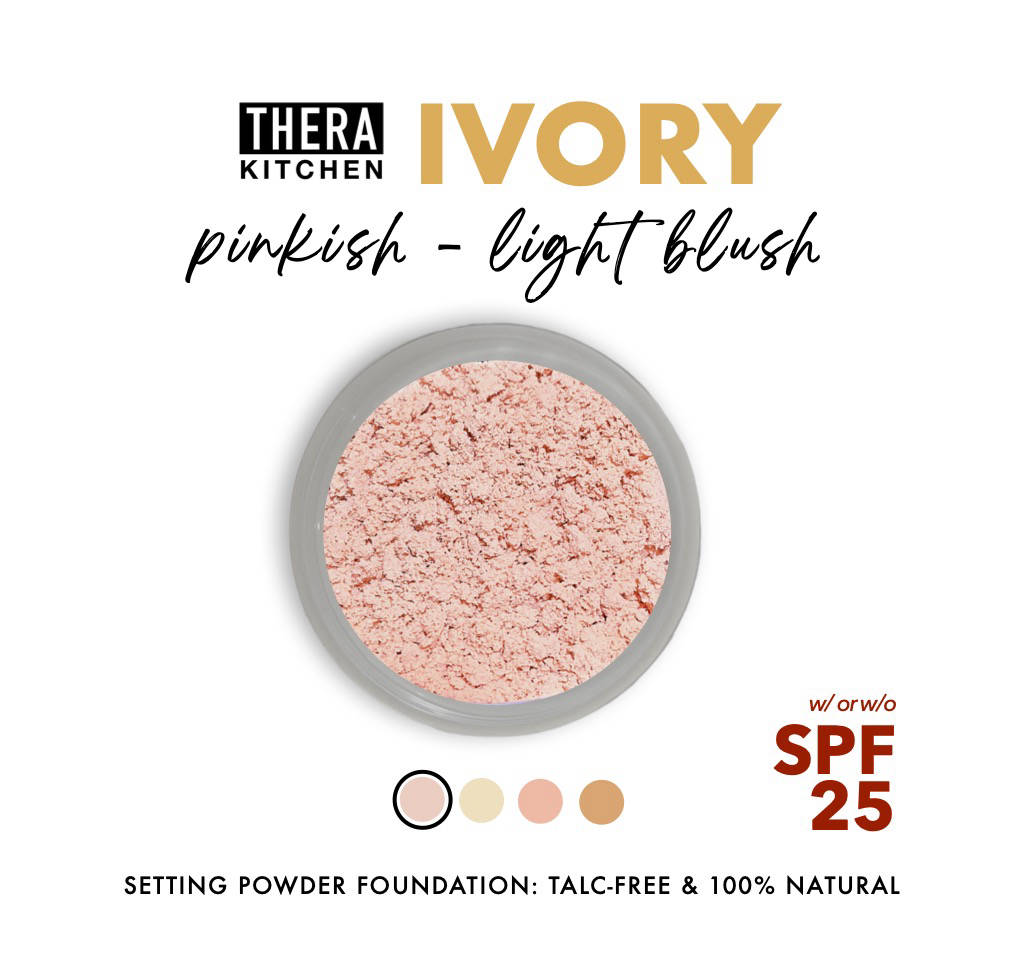 THERA
KITCHEN
IVORY
pinkish - light blush
w/ or w/o
SPF
25
SETTING POWDER FOUNDATION: TALC-FREE & 100% NATURAL